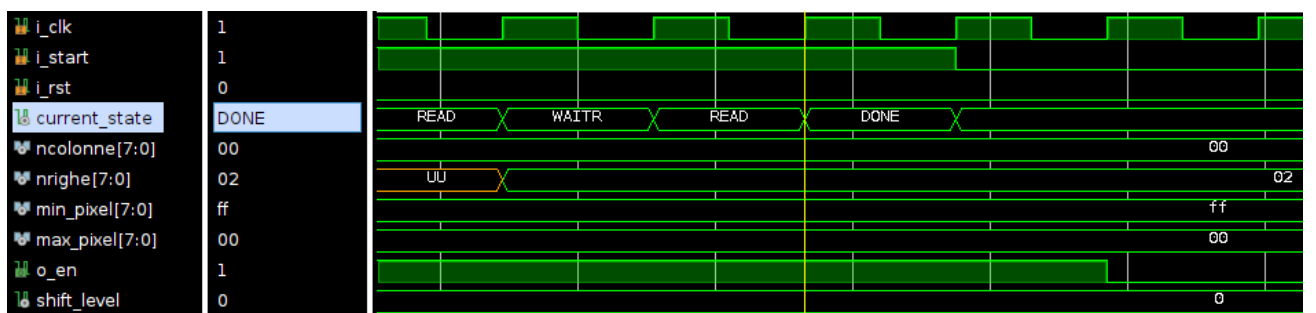 i_clk 1
i_start 1
i_rst 0
current_state DONE READ WAITR READ DONE
ncolonne[7:0] 00 00
nrighe[7:0] 02 UU 02
min_pixel[7:0] ff ff
max_pixel[7:0] 00 00
o_en 1
shift_level 0 0